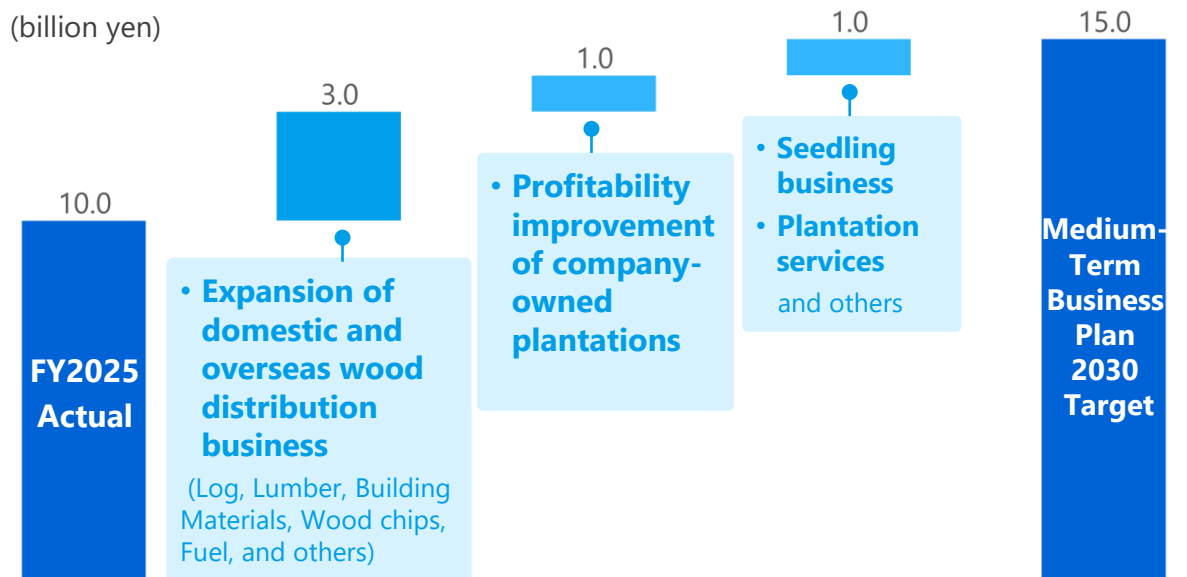 (billion yen)
10.0
FY2025
Actual
3.0
• Expansion of
domestic and
overseas wood
distribution
business
(Log, Lumber, Building
Materials, Wood chips,
Fuel, and others)
1.0
• Profitability
improvement
of company-
owned
plantations
1.0
• Seedling
business
• Plantation
services
and others
15.0
Medium-
Term
Business
Plan
2030
Target